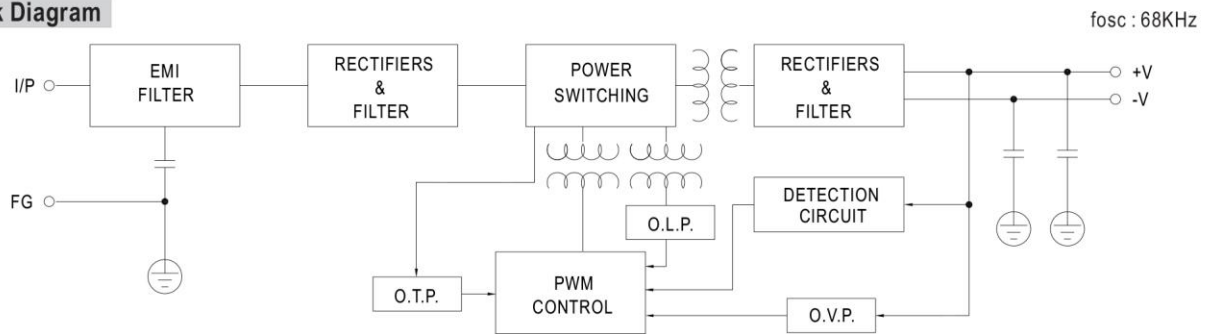 Diagram
fosc : 68KHz
I/P
EMI
FILTER
RECTIFIERS
&
FILTER
POWER
SWITCHING
RECTIFIERS
&
FILTER
+V
-V
FG
DETECTION
CIRCUIT
O.L.P.
O.T.P.
PWM
CONTROL
O.V.P.